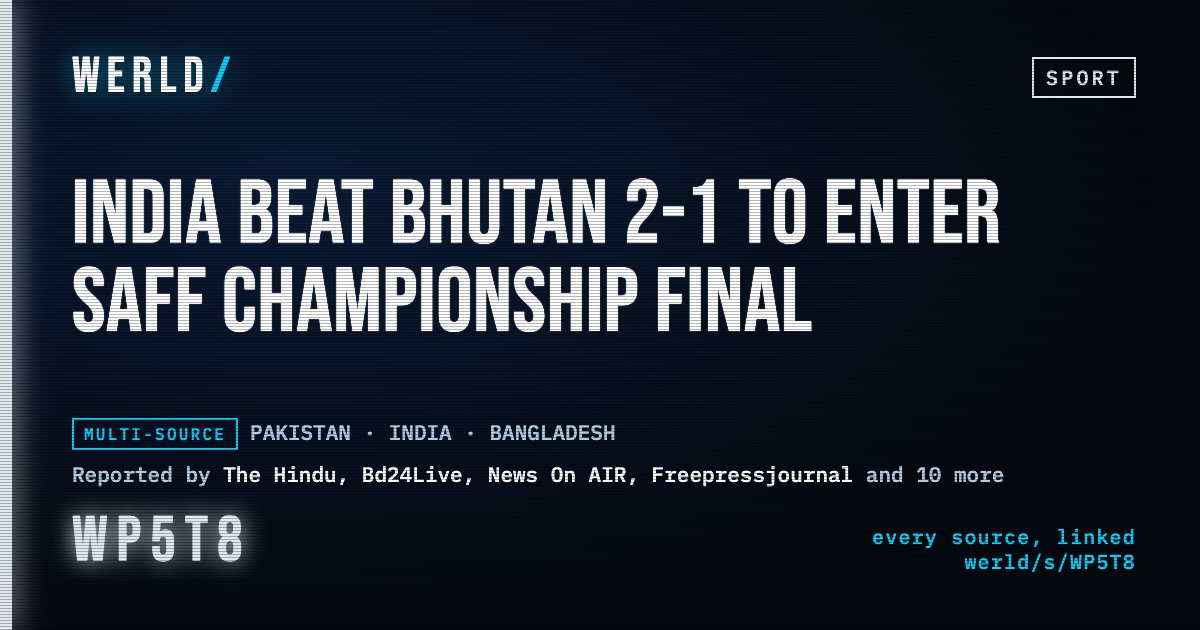 WERLD/
SPORT
INDIA BEAT BHUTAN 2-1 TO ENTER
SAFF CHAMPIONSHIP FINAL
MULTI-SOURCE PAKISTAN · INDIA · BANGLADESH
Reported by The Hindu, Bd24Live, News On AIR, Freepressjournal and 10 more
WP5T8
every source, linked
werld/s/WP5T8